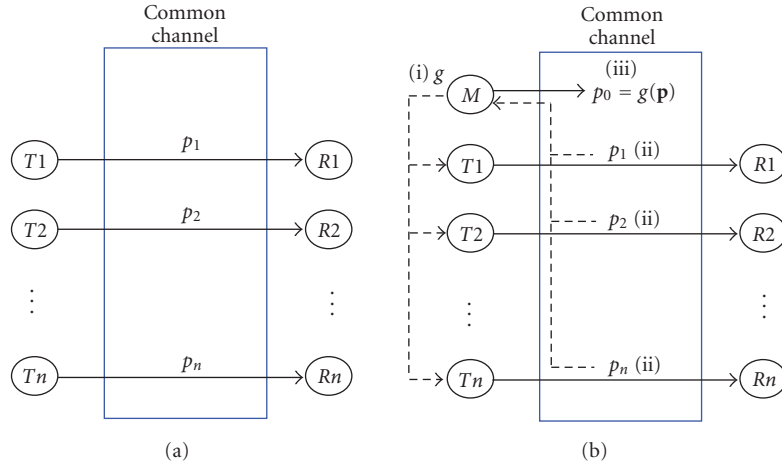 Common
channel
T1
p₁
R1
T2
p₂
R2
⋮
⋮
Tn
pₙ
Rn
(a)
Common
channel
(i) g
M
(iii)
p₀ = g(𝐩)
T1
p₁ (ii)
R1
T2
p₂ (ii)
R2
⋮
⋮
Tn
pₙ (ii)
Rn
(b)